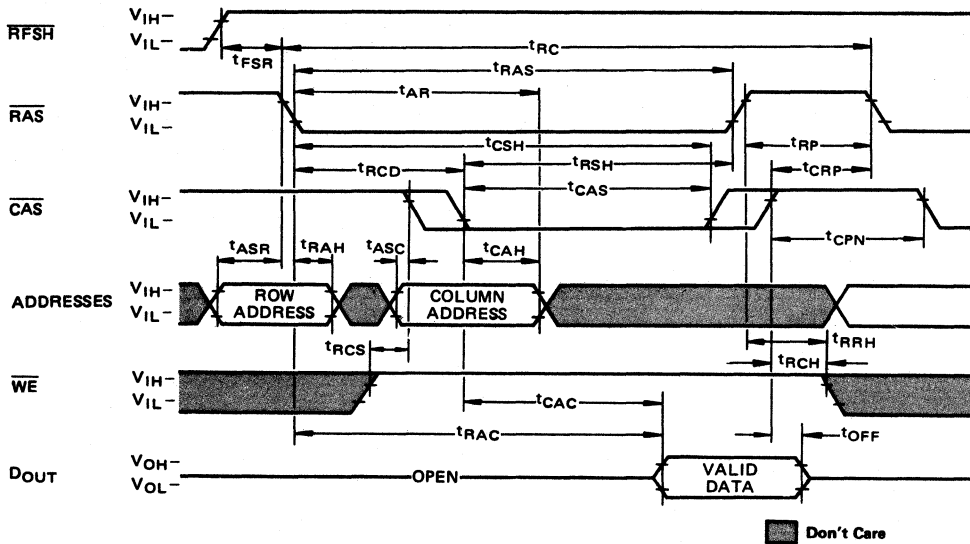 RFSH
VIH–
VIL–
tFSR
tRC
tRAS
tAR
RAS
VIH–
VIL–
tCSH
tRP
tRCD
tRSH
tCRP
CAS
VIH–
VIL–
tCAS
tCPN
tASR
tRAH
tASC
tCAH
ADDRESSES
VIH–
VIL–
ROW
ADDRESS
COLUMN
ADDRESS
tRCS
tRRH
tRCH
WE
VIH–
VIL–
tCAC
tRAC
tOFF
DOUT
VOH–
VOL–
OPEN
VALID
DATA
Don't Care